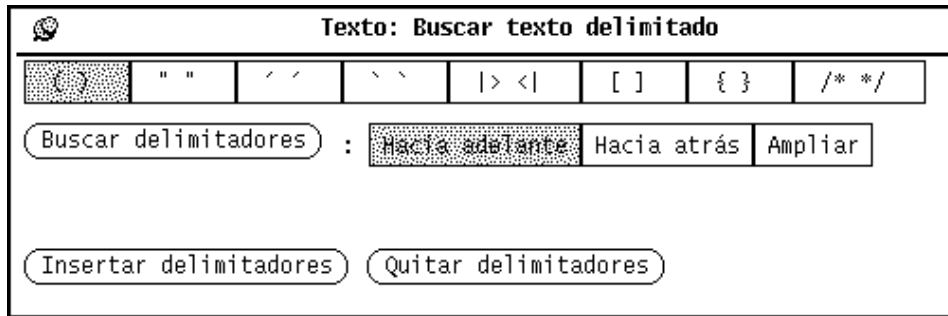 Texto: Buscar texto delimitado
( ) " " ´ ´ ` ` |> <| [ ] { } /* */
Buscar delimitadores : Hacia adelante Hacia atrás Ampliar
Insertar delimitadores Quitar delimitadores